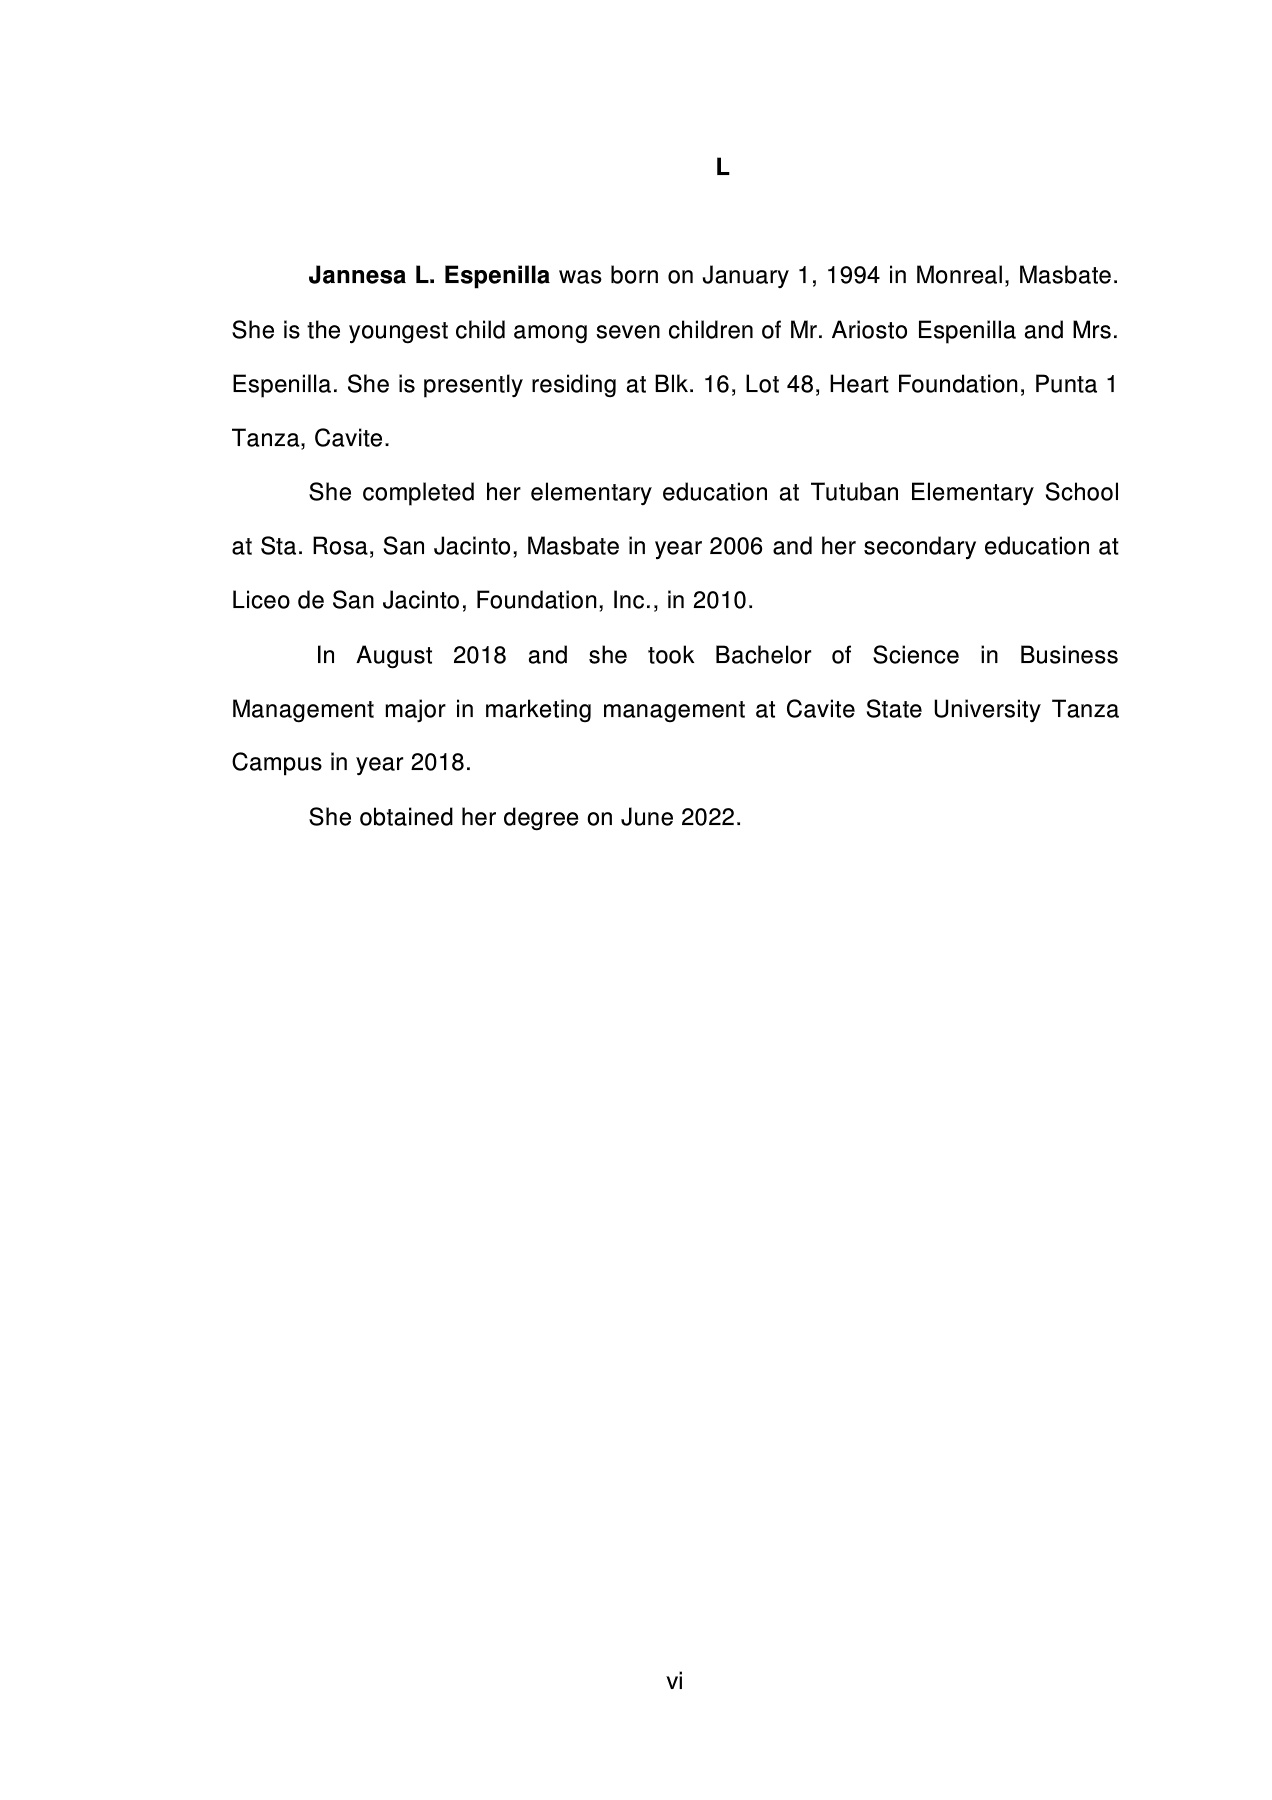 L
Jannesa L. Espenilla was born on January 1, 1994 in Monreal, Masbate.
She is the youngest child among seven children of Mr. Ariosto Espenilla and Mrs.
Espenilla. She is presently residing at Blk. 16, Lot 48, Heart Foundation, Punta 1
Tanza, Cavite.
She completed her elementary education at Tutuban Elementary School
at Sta. Rosa, San Jacinto, Masbate in year 2006 and her secondary education at
Liceo de San Jacinto, Foundation, Inc., in 2010.
In August 2018 and she took Bachelor of Science in Business
Management major in marketing management at Cavite State University Tanza
Campus in year 2018.
She obtained her degree on June 2022.
vi